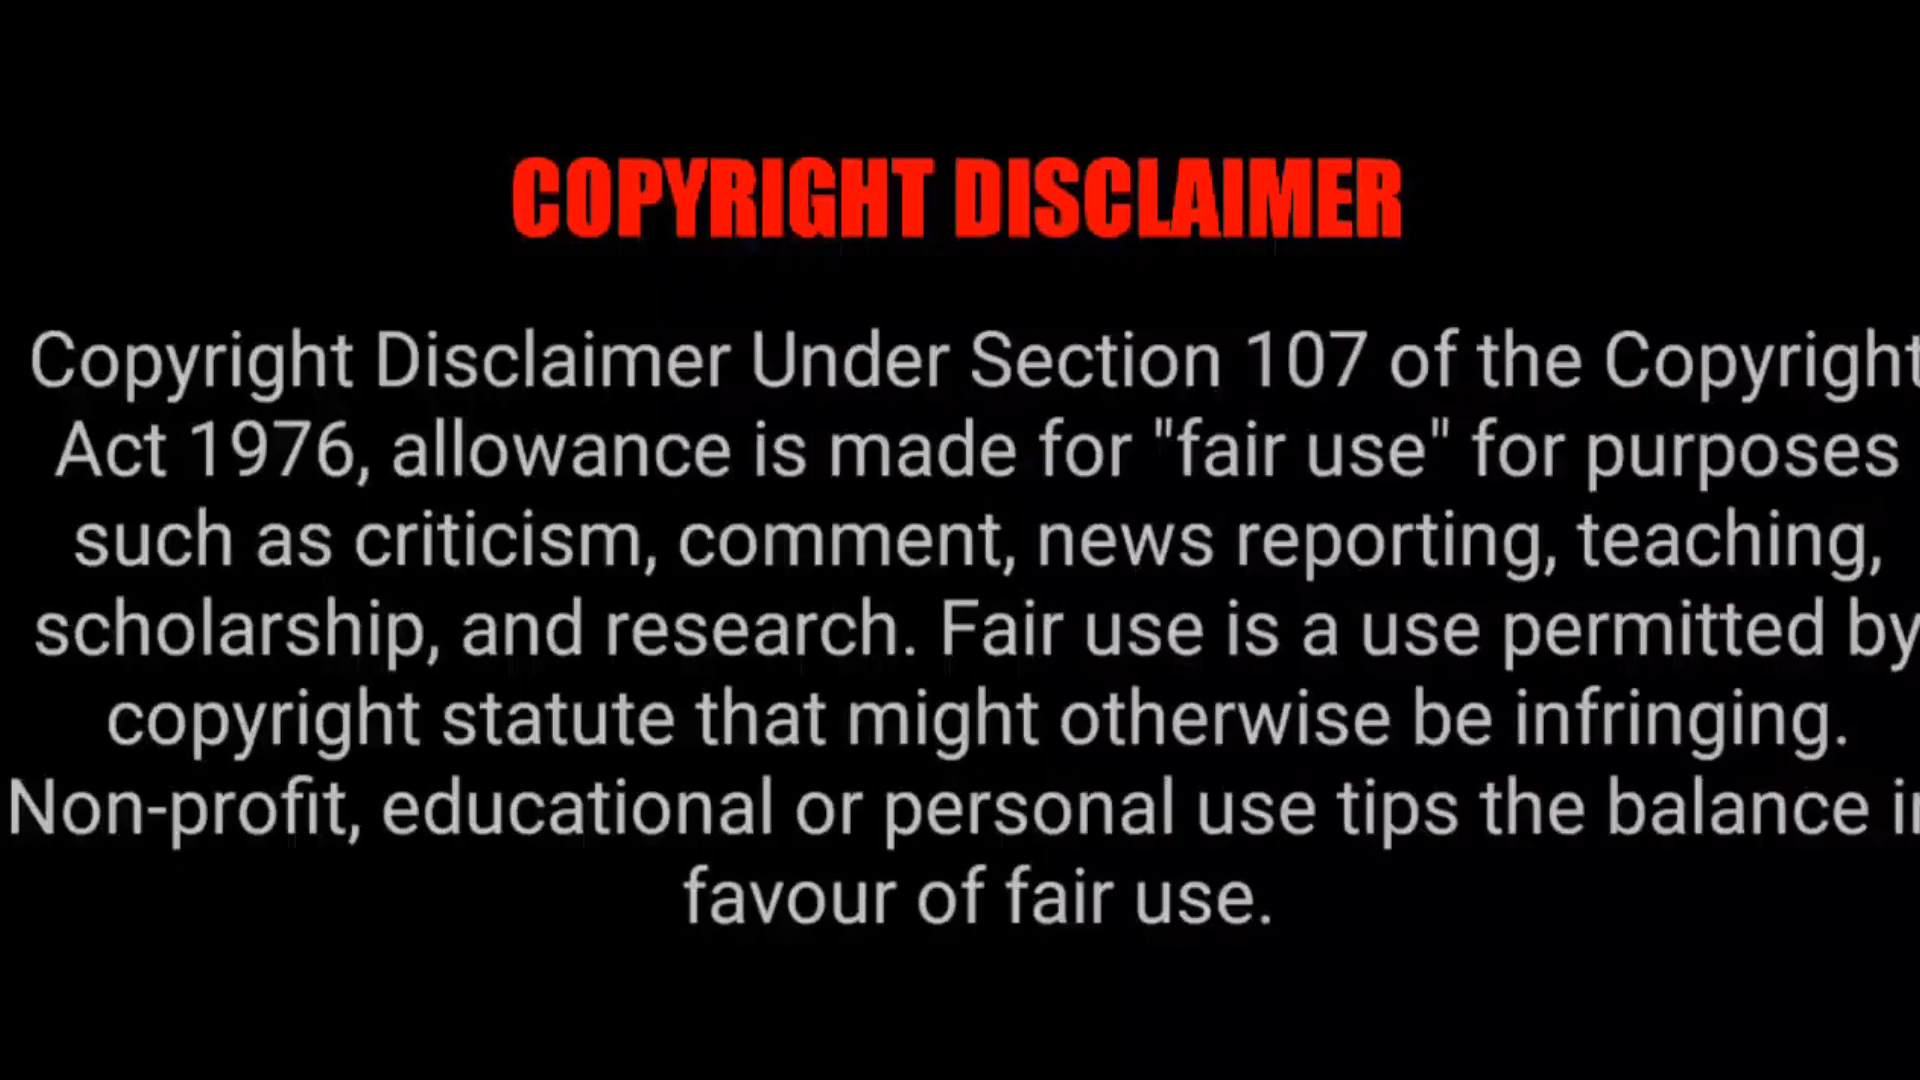 COPYRIGHT DISCLAIMER
Copyright Disclaimer Under Section 107 of the Copyright
Act 1976, allowance is made for "fair use" for purposes
such as criticism, comment, news reporting, teaching,
scholarship, and research. Fair use is a use permitted by
copyright statute that might otherwise be infringing.
Non-profit, educational or personal use tips the balance in
favour of fair use.